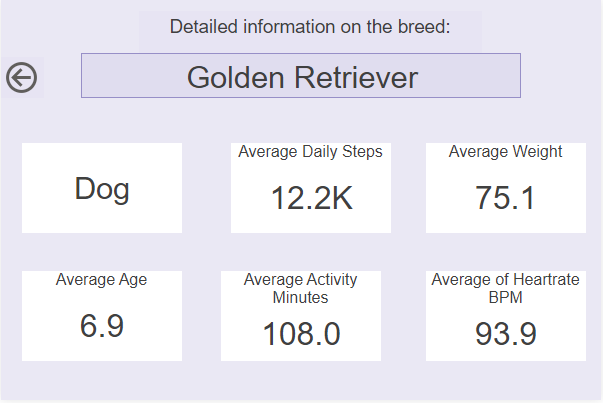 Detailed information on the breed:
Golden Retriever
Dog
Average Daily Steps
12.2K
Average Weight
75.1
Average Age
6.9
Average Activity
Minutes
108.0
Average of Heartrate
BPM
93.9